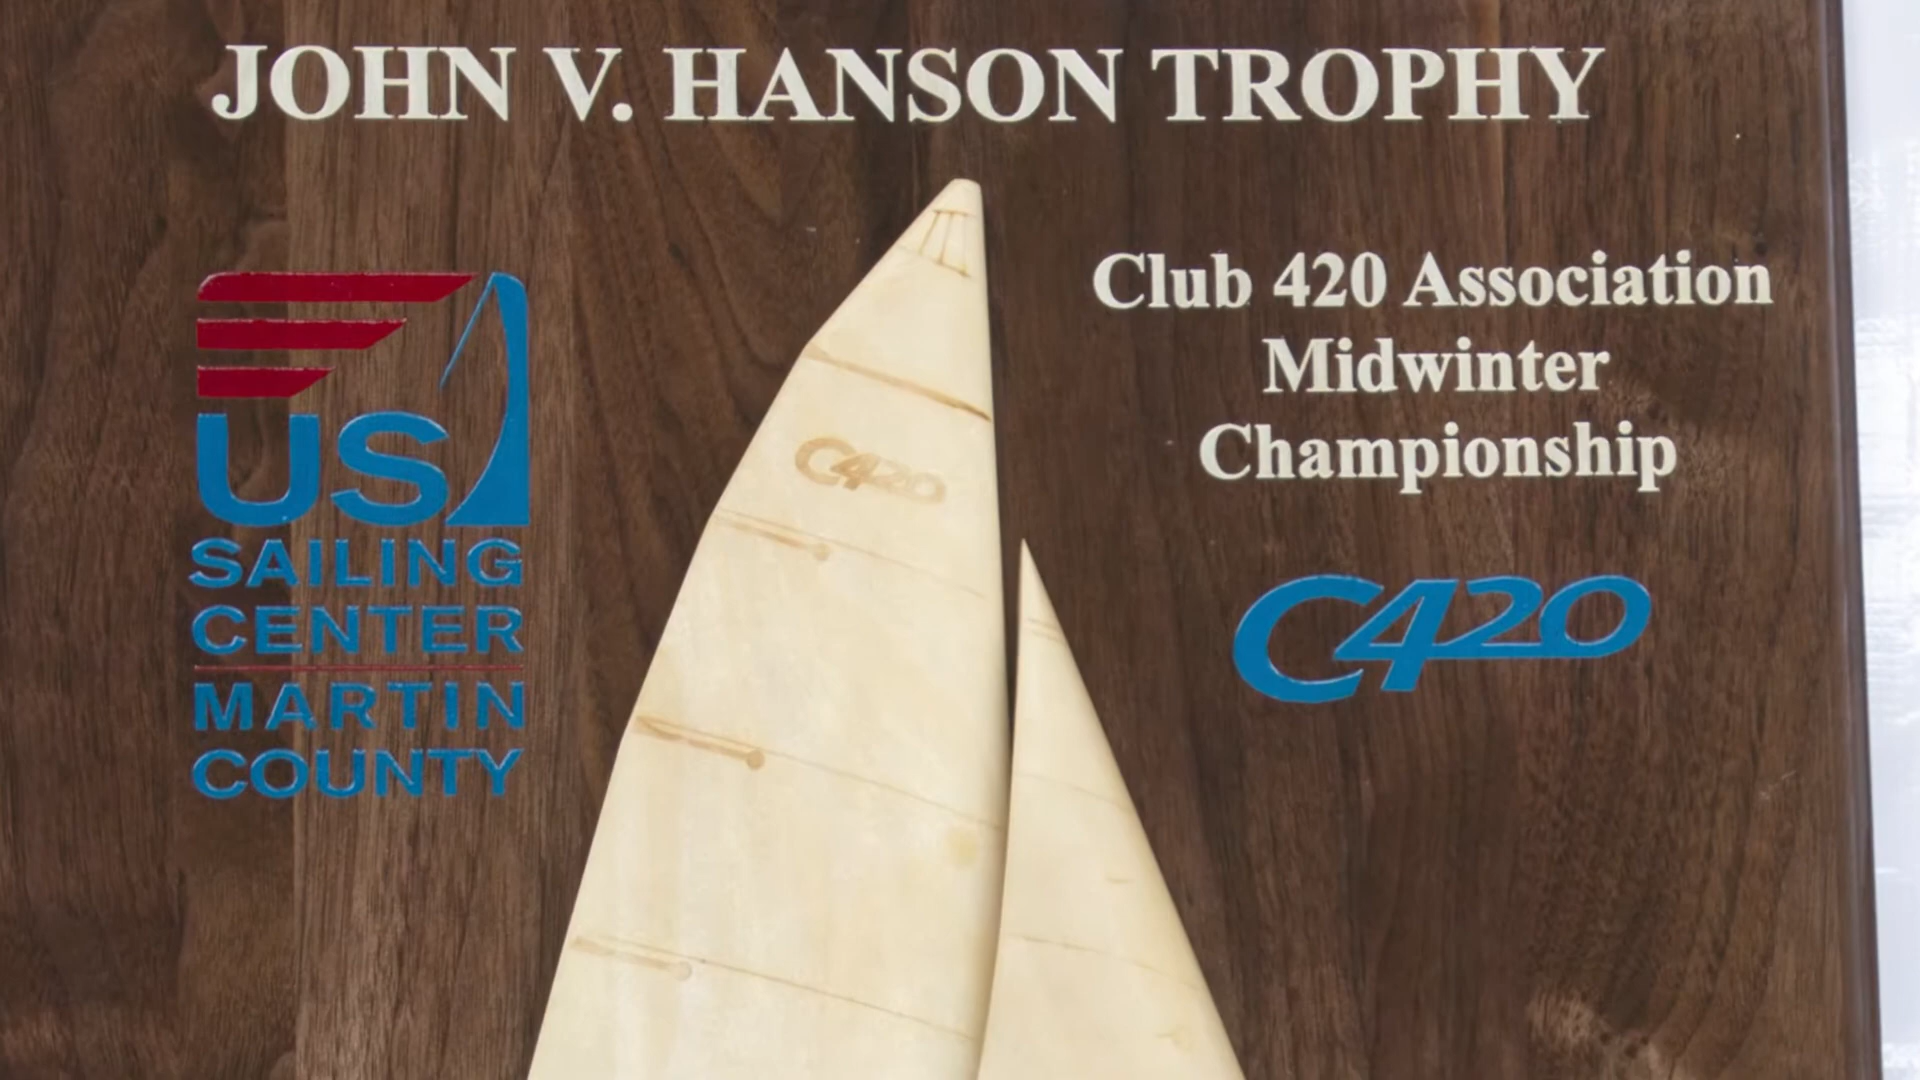 JOHN V. HANSON TROPHY
US
SAILING
CENTER
MARTIN
COUNTY
C420
Club 420 Association
Midwinter
Championship
C420